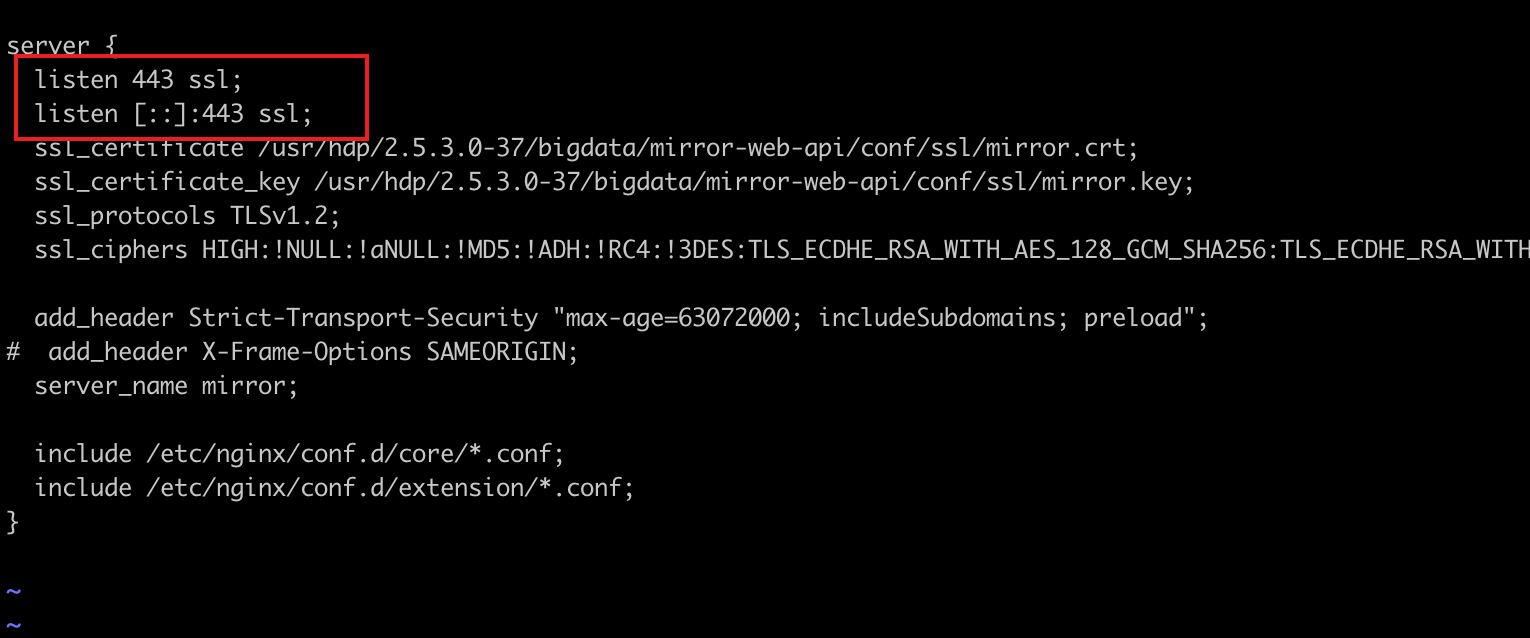 server {
  listen 443 ssl;
  listen [::]:443 ssl;
  ssl_certificate /usr/hdp/2.5.3.0-37/bigdata/mirror-web-api/conf/ssl/mirror.crt;
  ssl_certificate_key /usr/hdp/2.5.3.0-37/bigdata/mirror-web-api/conf/ssl/mirror.key;
  ssl_protocols TLSv1.2;
  ssl_ciphers HIGH:!NULL:!aNULL:!MD5:!ADH:!RC4:!3DES:TLS_ECDHE_RSA_WITH_AES_128_GCM_SHA256:TLS_ECDHE_RSA_WITH
  add_header Strict-Transport-Security "max-age=63072000; includeSubdomains; preload";
#  add_header X-Frame-Options SAMEORIGIN;
  server_name mirror;
  include /etc/nginx/conf.d/core/*.conf;
  include /etc/nginx/conf.d/extension/*.conf;
}
~
~